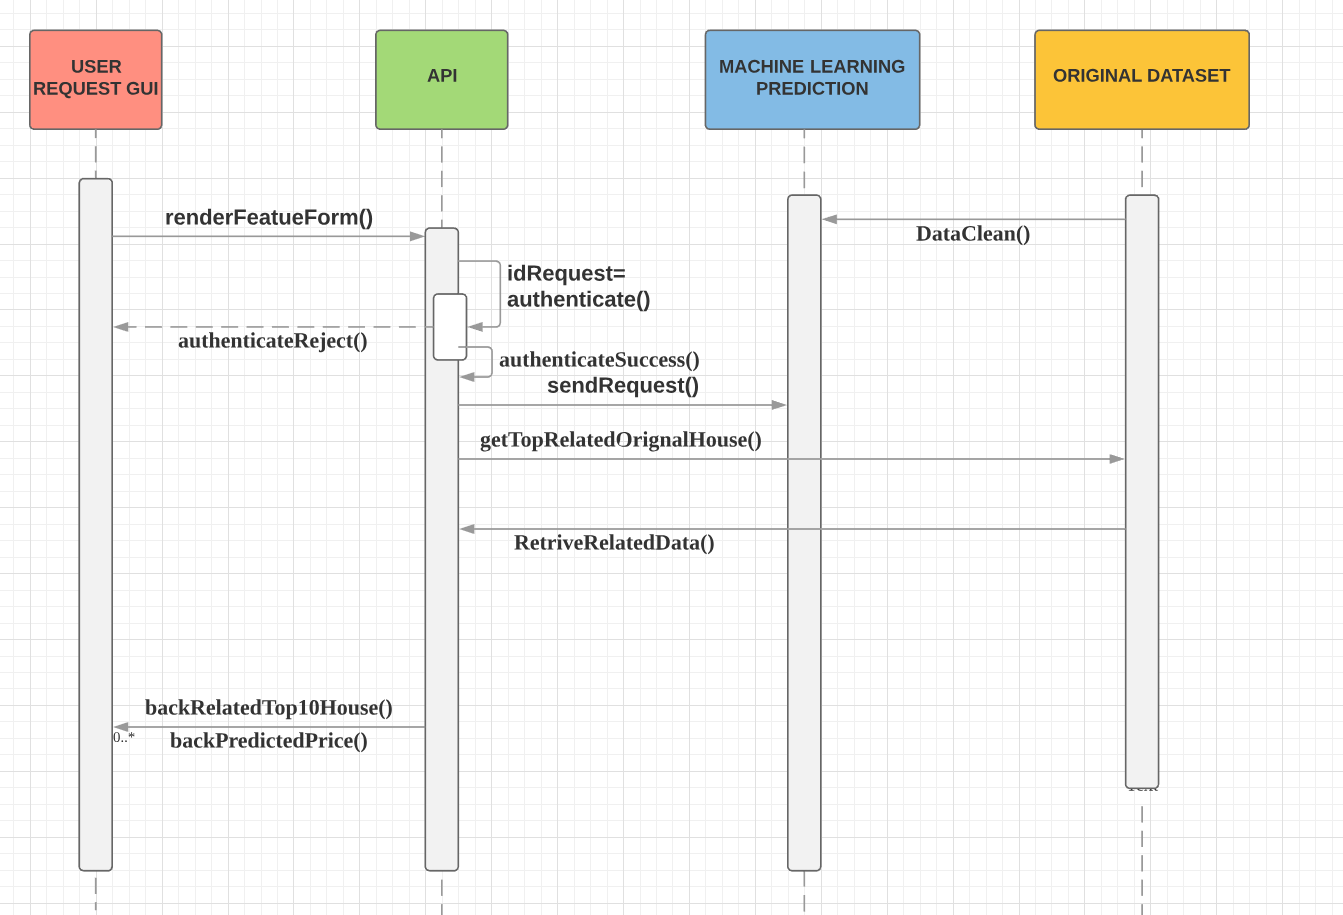 USER
REQUEST GUI
API
MACHINE LEARNING
PREDICTION
ORIGINAL DATASET
renderFeatueForm()
DataClean()
idRequest=
authenticate()
authenticateReject()
authenticateSuccess()
sendRequest()
getTopRelatedOrignalHouse()
RetriveRelatedData()
backRelatedTop10House()
0..*
backPredictedPrice()